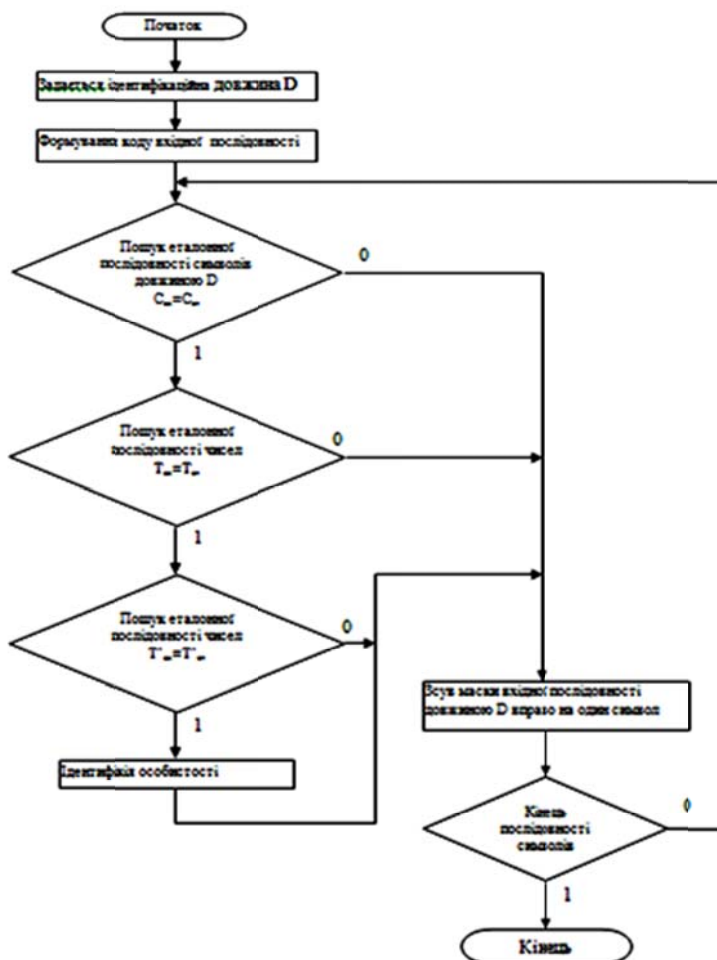 Початок
Задається ідентифікаційна довжина D
Формування коду вхідної послідовності
Пошук еталонної
послідовності символів
довжиною D
0
1
Пошук еталонної
послідовності чисел
0
1
Пошук еталонної
послідовності чисел
0
1
Ідентифікія особистості
Зсув маски вхідної послідовності
довжиною D вправо на один символ
Кінець
послідовності
символів
0
1
Кінець